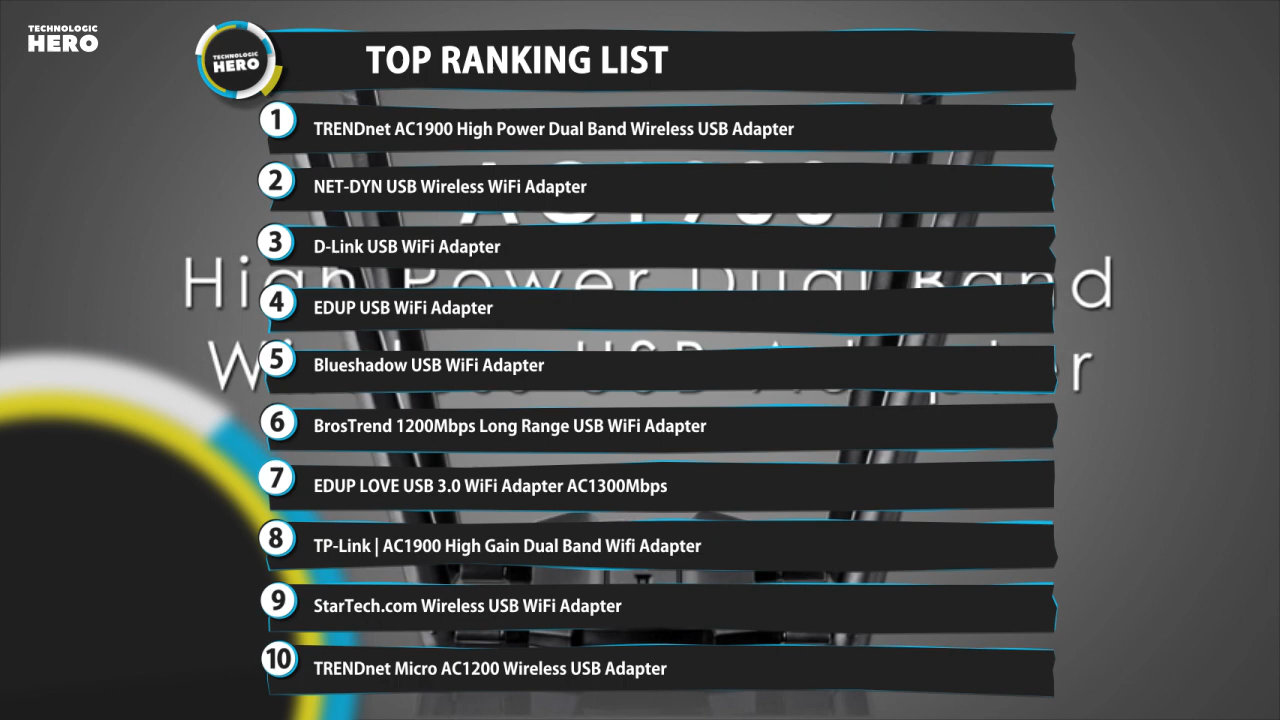 TECHNOLOGIC
HERO
TECHNOLOGIC
HERO
TOP RANKING LIST
1
TRENDnet AC1900 High Power Dual Band Wireless USB Adapter
2
NET-DYN USB Wireless WiFi Adapter
3
D-Link USB WiFi Adapter
High Power Dual Band
4
EDUP USB WiFi Adapter
5
Blueshadow USB WiFi Adapter
6
BrosTrend 1200Mbps Long Range USB WiFi Adapter
7
EDUP LOVE USB 3.0 WiFi Adapter AC1300Mbps
8
TP-Link | AC1900 High Gain Dual Band Wifi Adapter
9
StarTech.com Wireless USB WiFi Adapter
10
TRENDnet Micro AC1200 Wireless USB Adapter